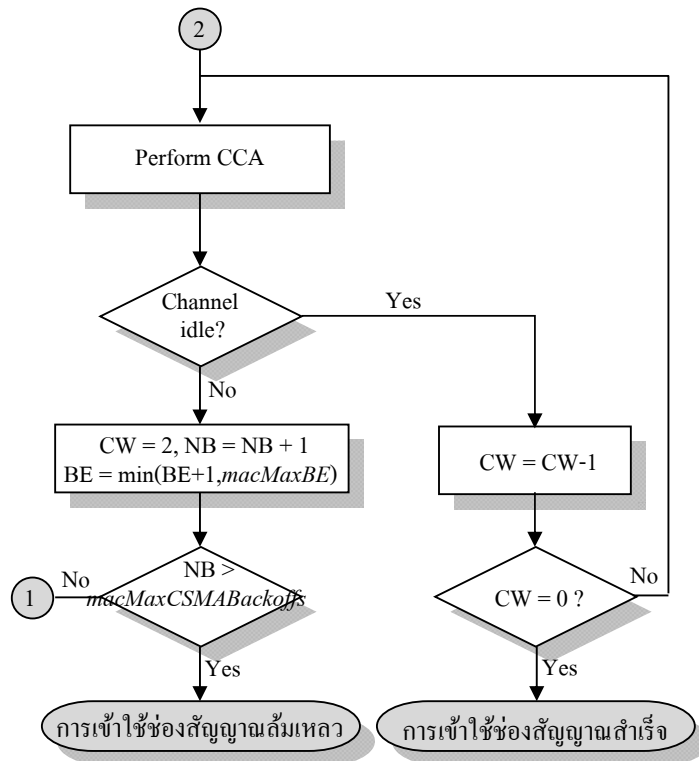 2
Perform CCA
Channel
idle?
Yes
No
CW = 2, NB = NB + 1
BE = min(BE+1,macMaxBE)
CW = CW-1
NB >
macMaxCSMABackoffs
No
1
CW = 0 ?
No
Yes
Yes
การเข้าใช้ช่องสัญญาณล้มเหลว
การเข้าใช้ช่องสัญญาณสำเร็จ